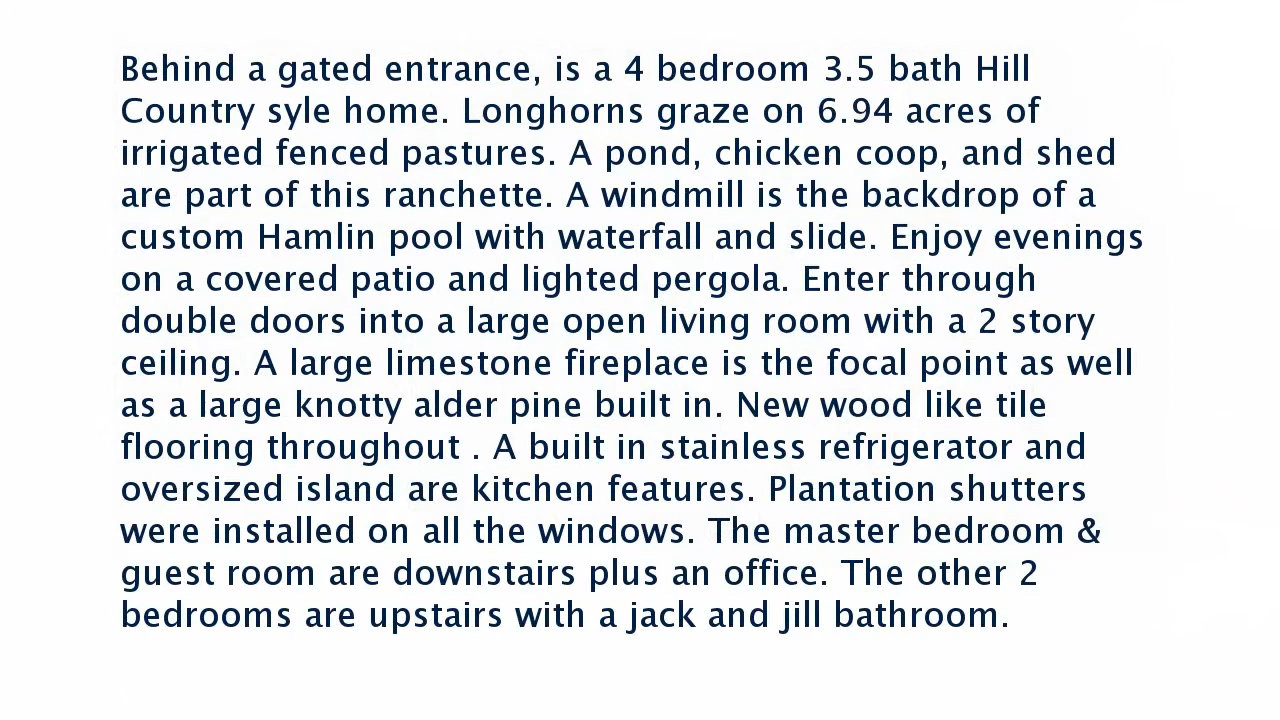 Behind a gated entrance, is a 4 bedroom 3.5 bath Hill
Country syle home. Longhorns graze on 6.94 acres of
irrigated fenced pastures. A pond, chicken coop, and shed
are part of this ranchette. A windmill is the backdrop of a
custom Hamlin pool with waterfall and slide. Enjoy evenings
on a covered patio and lighted pergola. Enter through
double doors into a large open living room with a 2 story
ceiling. A large limestone fireplace is the focal point as well
as a large knotty alder pine built in. New wood like tile
flooring throughout . A built in stainless refrigerator and
oversized island are kitchen features. Plantation shutters
were installed on all the windows. The master bedroom &
guest room are downstairs plus an office. The other 2
bedrooms are upstairs with a jack and jill bathroom.